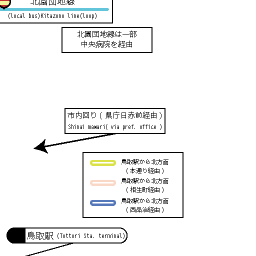 北園団地線
(local bus)Kitazono line(loop)
北園団地線は一部
中央病院を経由
市内回り（県庁日赤前経由）
Shinai mawari( via pref. office )
鳥取駅から北方面
（本通り経由）
鳥取駅から北方面
（相生町経由）
鳥取駅から北方面
（西品治経由）
鳥取駅 (Tottori Sta. terminal)